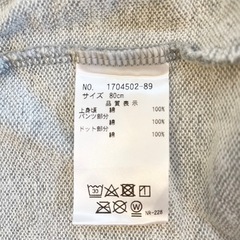 NO. 1704502-89
サイズ 80cm
品質表示
上身頃 綿 100%
パンツ部分 綿 100%
ドット部分 綿 100%
NR-228